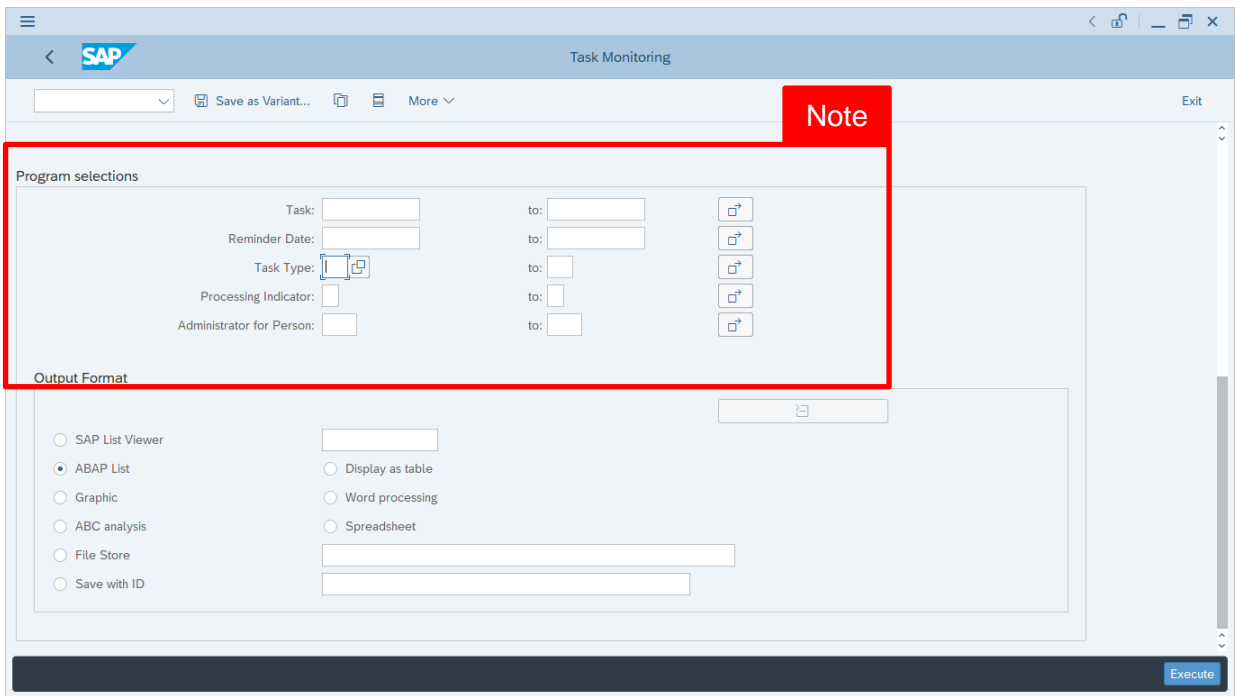 SAP
Task Monitoring
Save as Variant...
More
Exit
Note
Program selections
Task:
to:
Reminder Date:
to:
Task Type:
to:
Processing Indicator:
to:
Administrator for Person:
to:
Output Format
SAP List Viewer
ABAP List
Display as table
Graphic
Word processing
ABC analysis
Spreadsheet
File Store
Save with ID
Execute